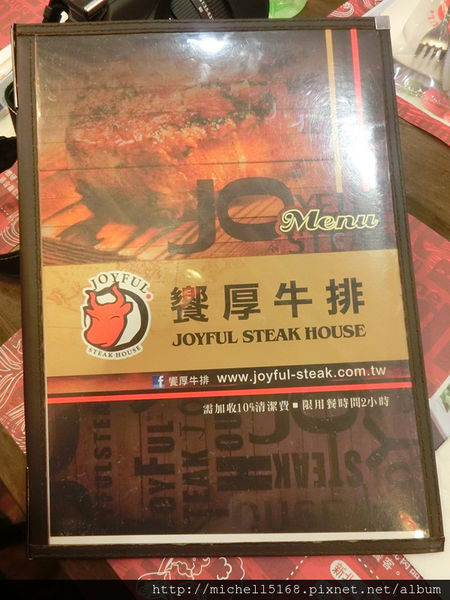 JO
Menu
JOYFUL
STEAK HOUSE
饗厚牛排
JOYFUL STEAK HOUSE
饗厚牛排 www.joyful-steak.com.tw
需加收10%清潔費 ■ 限用餐時間2小時
JOYFUL
STEAK
STEAK
http://michell5168.pixnet.net/album